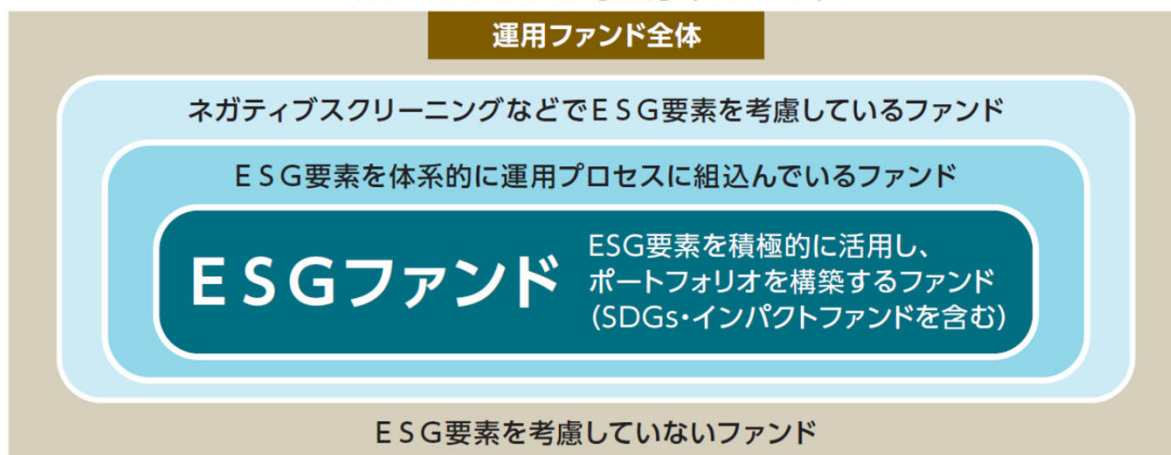 運用ファンド全体
ネガティブスクリーニングなどでＥＳＧ要素を考慮しているファンド
ＥＳＧ要素を体系的に運用プロセスに組込んでいるファンド
ＥＳＧファンド
ESG要素を積極的に活用し、
ポートフォリオを構築するファンド
(SDGs・インパクトファンドを含む)
ＥＳＧ要素を考慮していないファンド